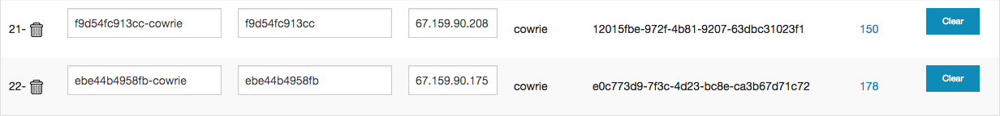 21- f9d54fc913cc-cowrie f9d54fc913cc 67.159.90.208 cowrie 12015fbe-972f-4b81-9207-63dbc31023f1 150 Clear
22- ebe44b4958fb-cowrie ebe44b4958fb 67.159.90.175 cowrie e0c773d9-7f3c-4d23-bc8e-ca3b67d71c72 178 Clear